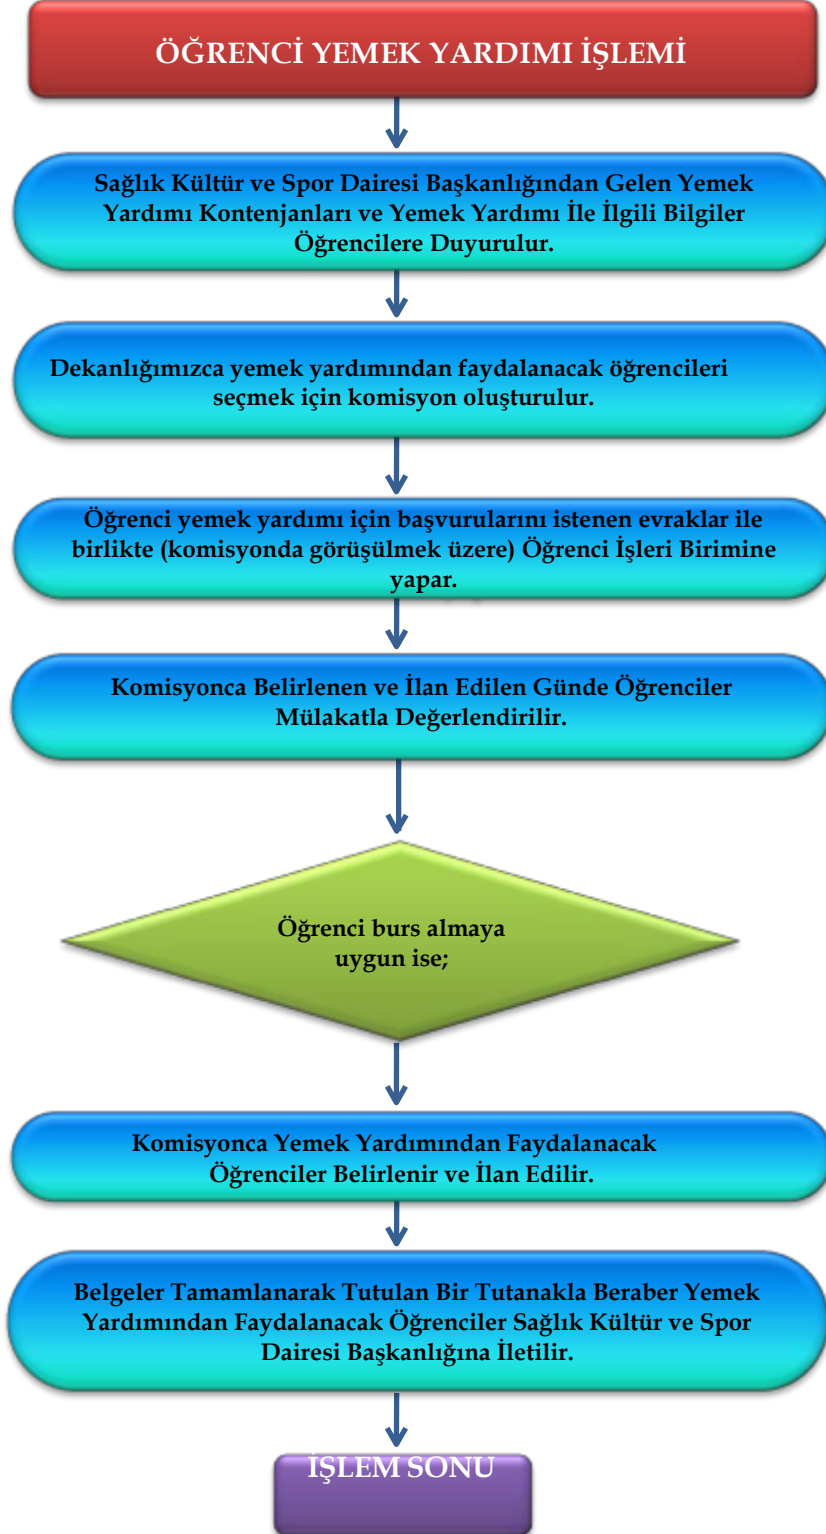 ÖĞRENCİ YEMEK YARDIMI İŞLEMİ
Sağlık Kültür ve Spor Dairesi Başkanlığından Gelen Yemek
Yardımı Kontenjanları ve Yemek Yardımı İle İlgili Bilgiler
Öğrencilere Duyurulur.
Dekanlığımızca yemek yardımından faydalanacak öğrencileri
seçmek için komisyon oluşturulur.
Öğrenci yemek yardımı için başvurularını istenen evraklar ile
birlikte (komisyonda görüşülmek üzere) Öğrenci İşleri Birimine
yapar.
Komisyonca Belirlenen ve İlan Edilen Günde Öğrenciler
Mülakatla Değerlendirilir.
Öğrenci burs almaya
uygun ise;
Komisyonca Yemek Yardımından Faydalanacak
Öğrenciler Belirlenir ve İlan Edilir.
Belgeler Tamamlanarak Tutulan Bir Tutanakla Beraber Yemek
Yardımından Faydalanacak Öğrenciler Sağlık Kültür ve Spor
Dairesi Başkanlığına İletilir.
İŞLEM SONU